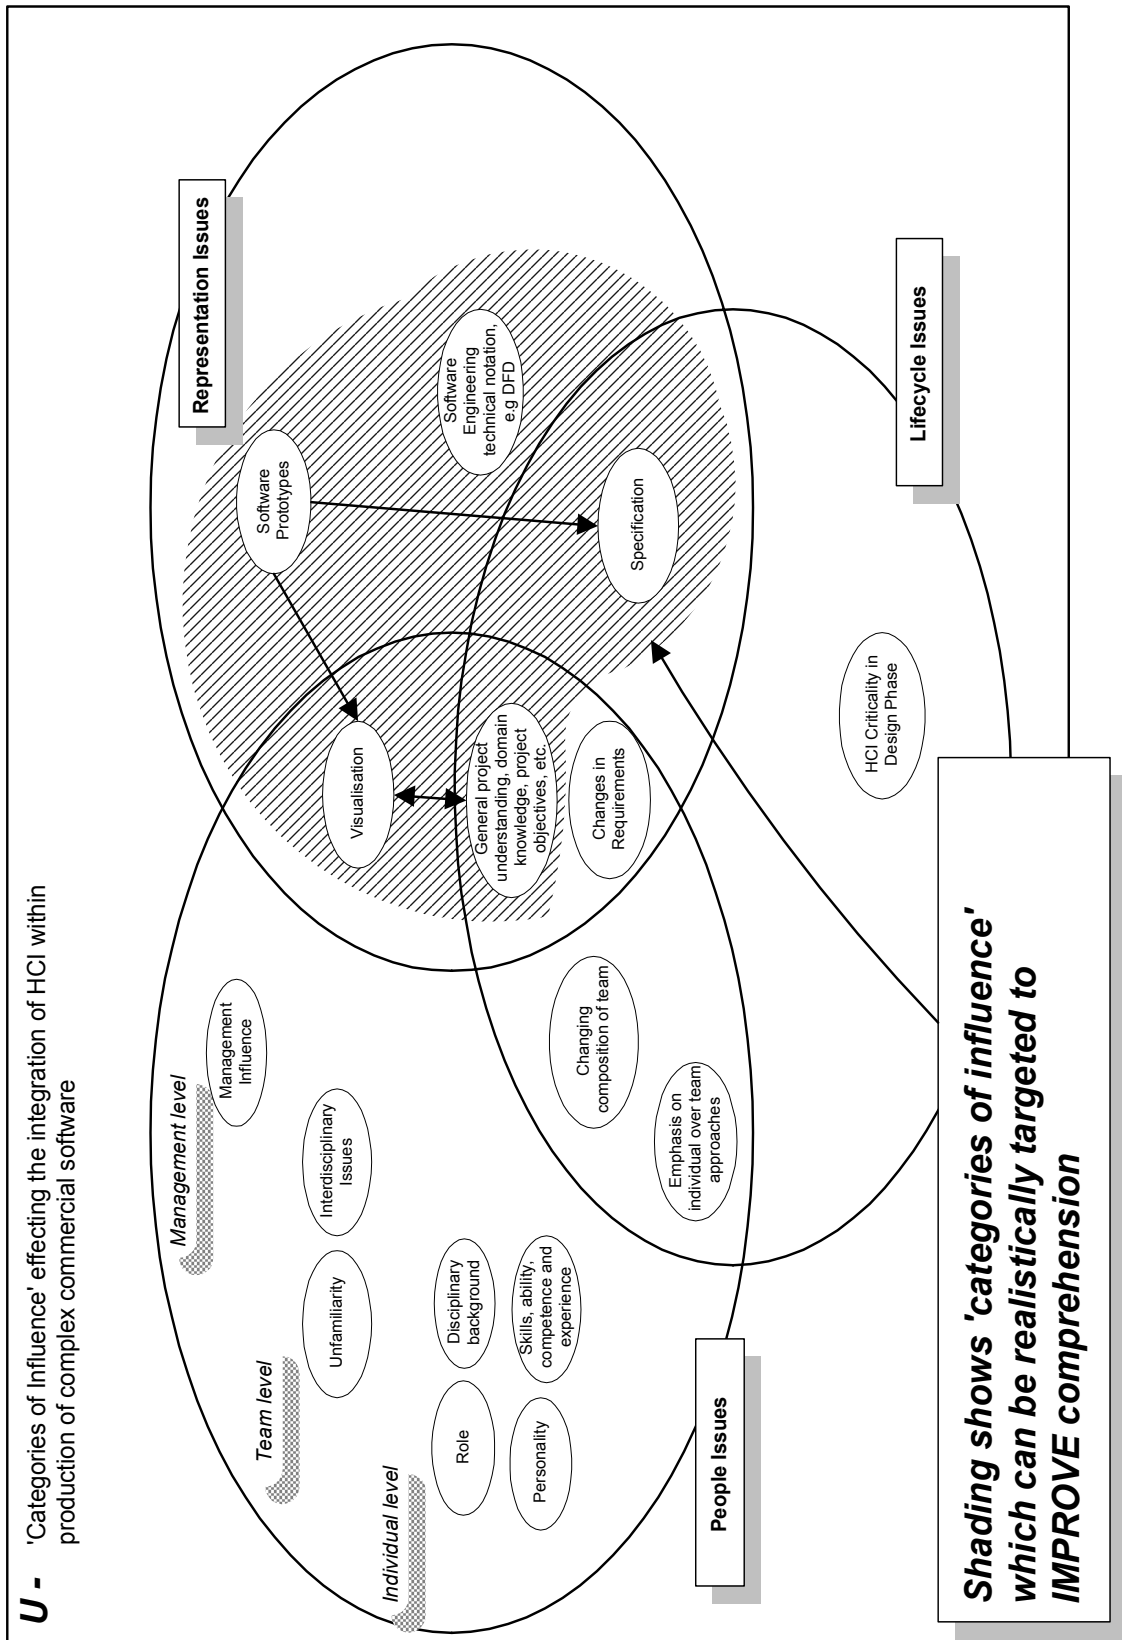 U -
'Categories of Influence' effecting the integration of HCI within
production of complex commercial software
Management level
Management
Influence
Team level
Unfamiliarity
Interdisciplinary
Issues
Individual level
Role
Disciplinary
background
Personality
Skills, ability,
competence and
experience
People Issues
Emphasis on
individual over team
approaches
Changing
composition of team
Representation Issues
Software
Prototypes
Visualisation
Software
Engineering
technical notation,
e.g DFD
General project
understanding, domain
knowledge, project
objectives, etc.
Changes in
Requirements
Specification
Lifecycle Issues
HCI Criticality in
Design Phase
Shading shows 'categories of influence'
which can be realistically targeted to
IMPROVE comprehension